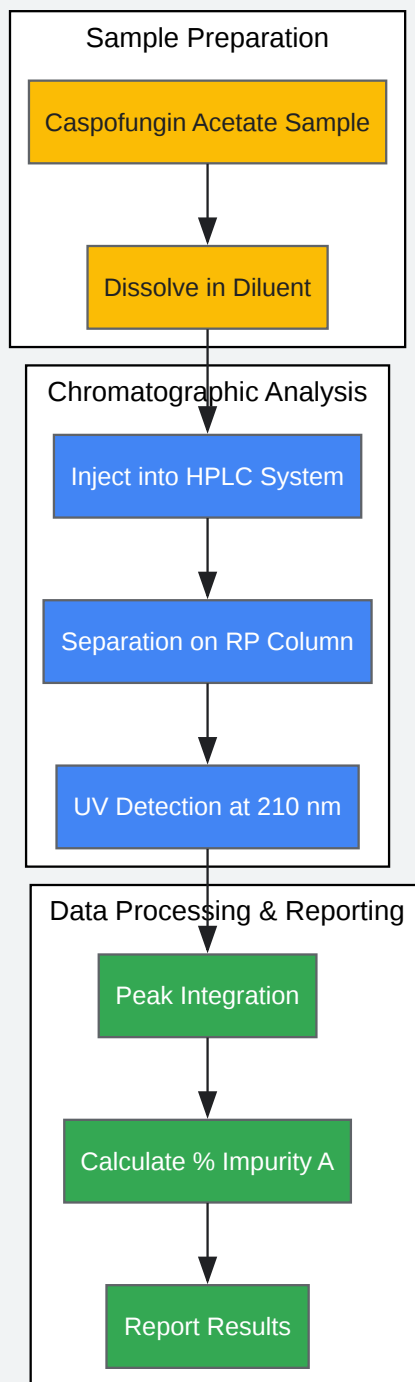 Sample Preparation
Caspofungin Acetate Sample
Dissolve in Diluent
Chromatographic Analysis
Inject into HPLC System
Separation on RP Column
UV Detection at 210 nm
Data Processing & Reporting
Peak Integration
Calculate % Impurity A
Report Results